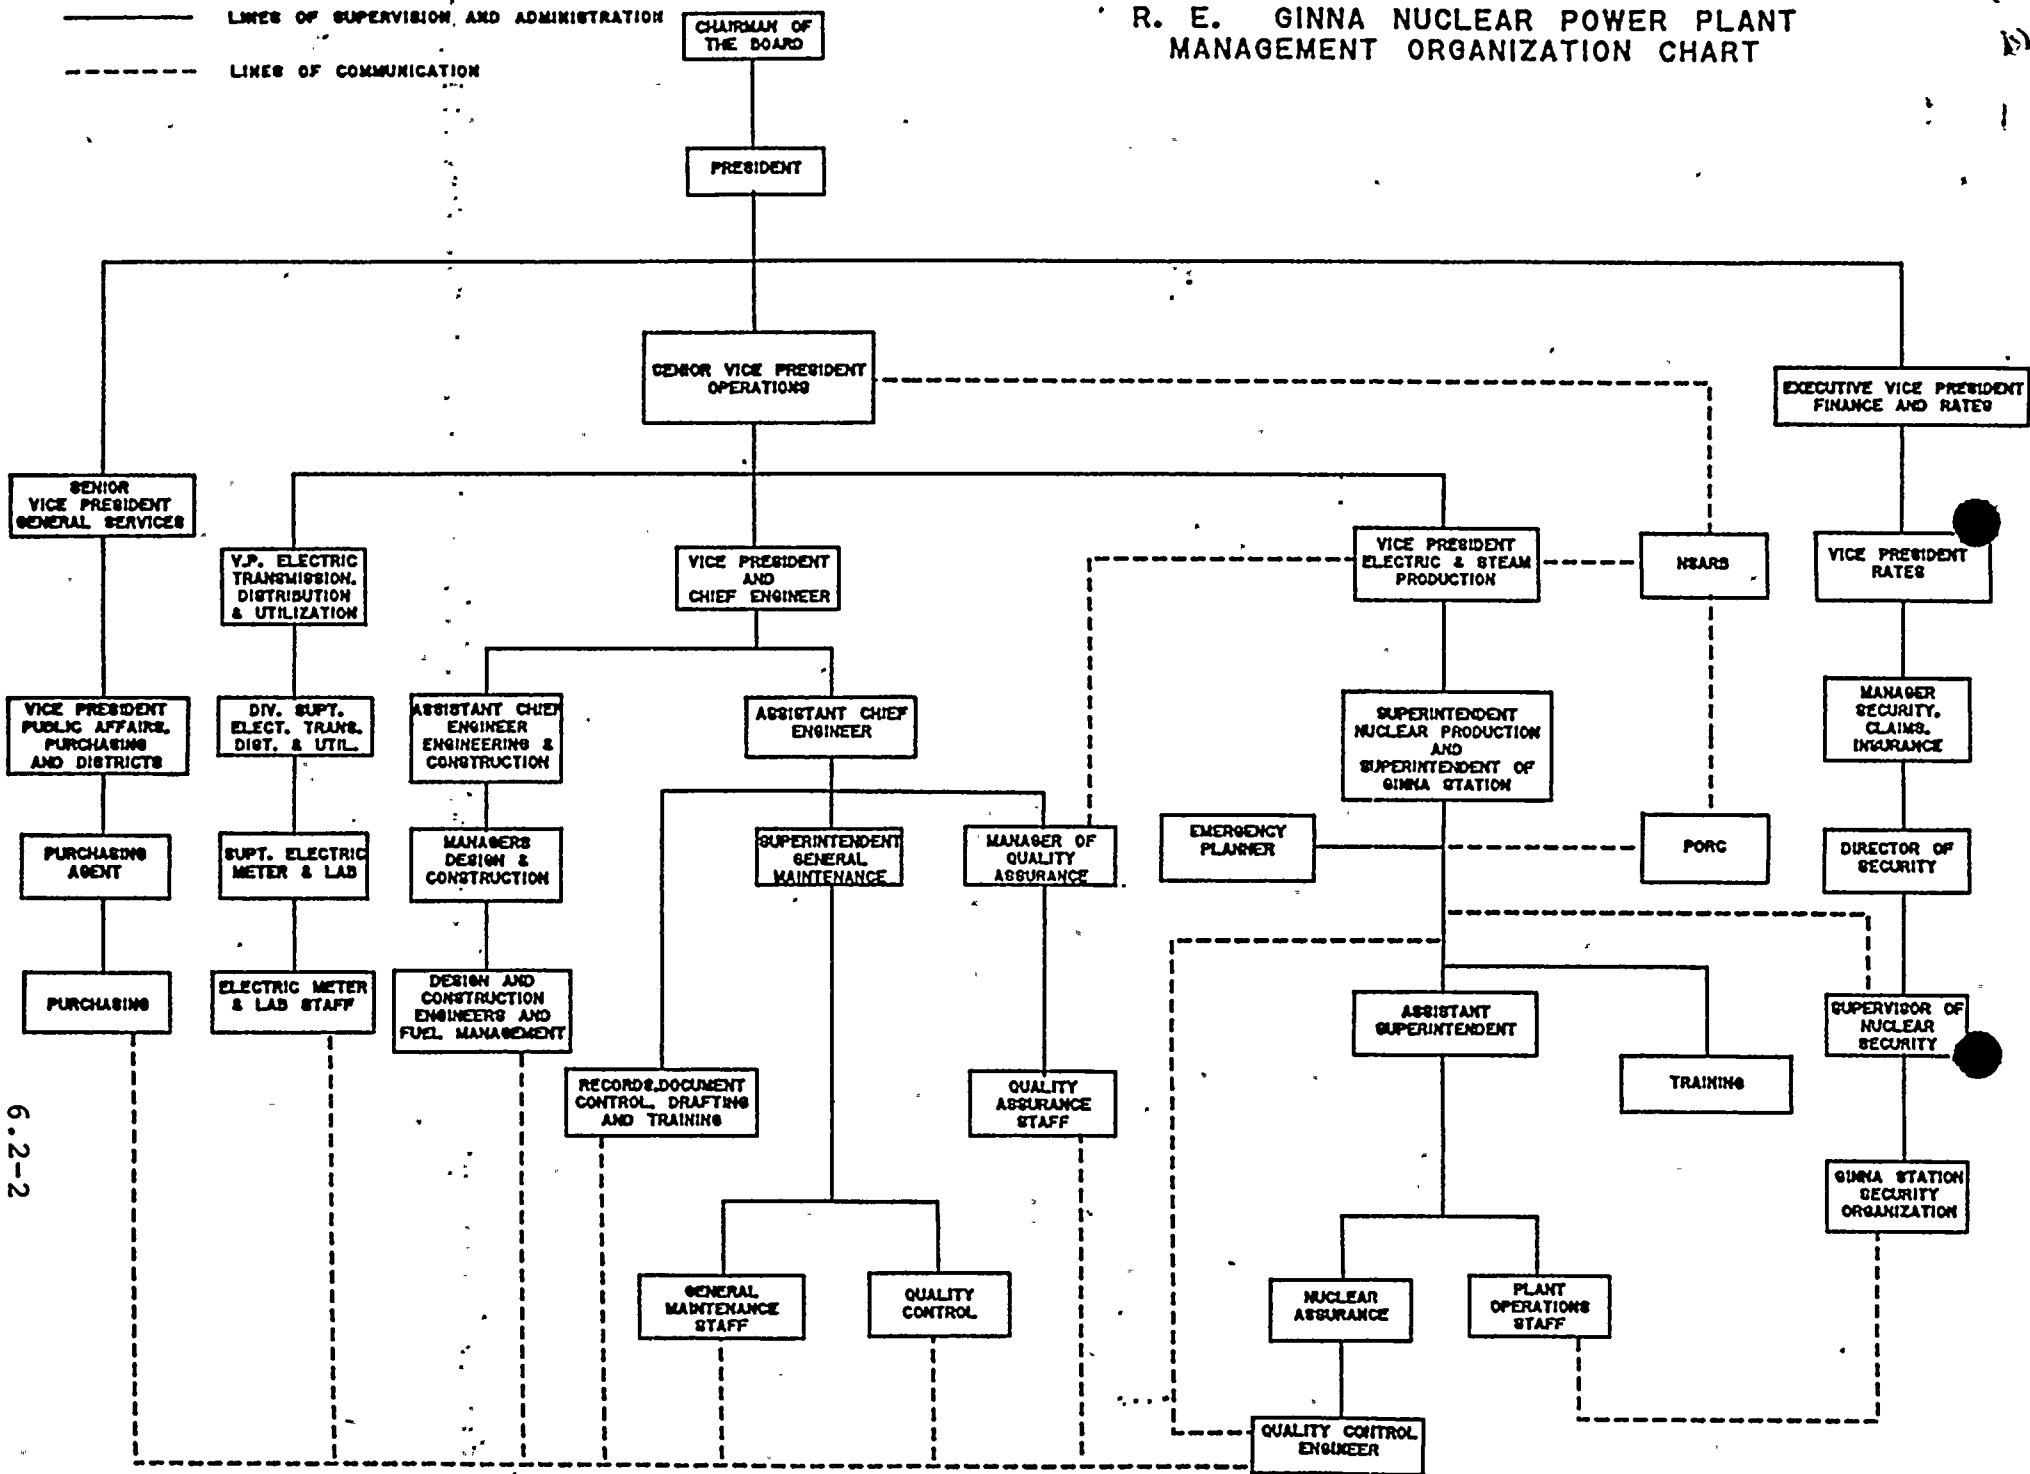 LINES OF SUPERVISION AND ADMINISTRATION
LINES OF COMMUNICATION
R. E. GINNA NUCLEAR POWER PLANT
MANAGEMENT ORGANIZATION CHART
CHAIRMAN OF
THE BOARD
PRESIDENT
SENIOR VICE PRESIDENT
OPERATIONS
EXECUTIVE VICE PRESIDENT
FINANCE AND RATES
SENIOR
VICE PRESIDENT
GENERAL SERVICES
V.P. ELECTRIC
TRANSMISSION,
DISTRIBUTION
& UTILIZATION
VICE PRESIDENT
AND
CHIEF ENGINEER
VICE PRESIDENT
ELECTRIC & STEAM
PRODUCTION
NSARB
VICE PRESIDENT
RATES
VICE PRESIDENT
PUBLIC AFFAIRS,
PURCHASING
AND DISTRICTS
DIV. SUPT.
ELECT. TRANS.
DIST. & UTIL.
ASSISTANT CHIEF
ENGINEER
ENGINEERING &
CONSTRUCTION
ASSISTANT CHIEF
ENGINEER
SUPERINTENDENT
NUCLEAR PRODUCTION
AND
SUPERINTENDENT OF
GINNA STATION
MANAGER
SECURITY,
CLAIMS,
INSURANCE
PURCHASING
AGENT
SUPT. ELECTRIC
METER & LAB
MANAGERS
DESIGN &
CONSTRUCTION
SUPERINTENDENT
GENERAL
MAINTENANCE
MANAGER OF
QUALITY
ASSURANCE
EMERGENCY
PLANNER
PORC
DIRECTOR OF
SECURITY
PURCHASING
ELECTRIC METER
& LAB STAFF
DESIGN AND
CONSTRUCTION
ENGINEERS AND
FUEL MANAGEMENT
ASSISTANT
SUPERINTENDENT
SUPERVISOR OF
NUCLEAR
SECURITY
RECORDS, DOCUMENT
CONTROL, DRAFTING
AND TRAINING
QUALITY
ASSURANCE
STAFF
TRAINING
GINNA STATION
SECURITY
ORGANIZATION
GENERAL
MAINTENANCE
STAFF
QUALITY
CONTROL
NUCLEAR
ASSURANCE
PLANT
OPERATIONS
STAFF
QUALITY CONTROL
ENGINEER
6.2-2